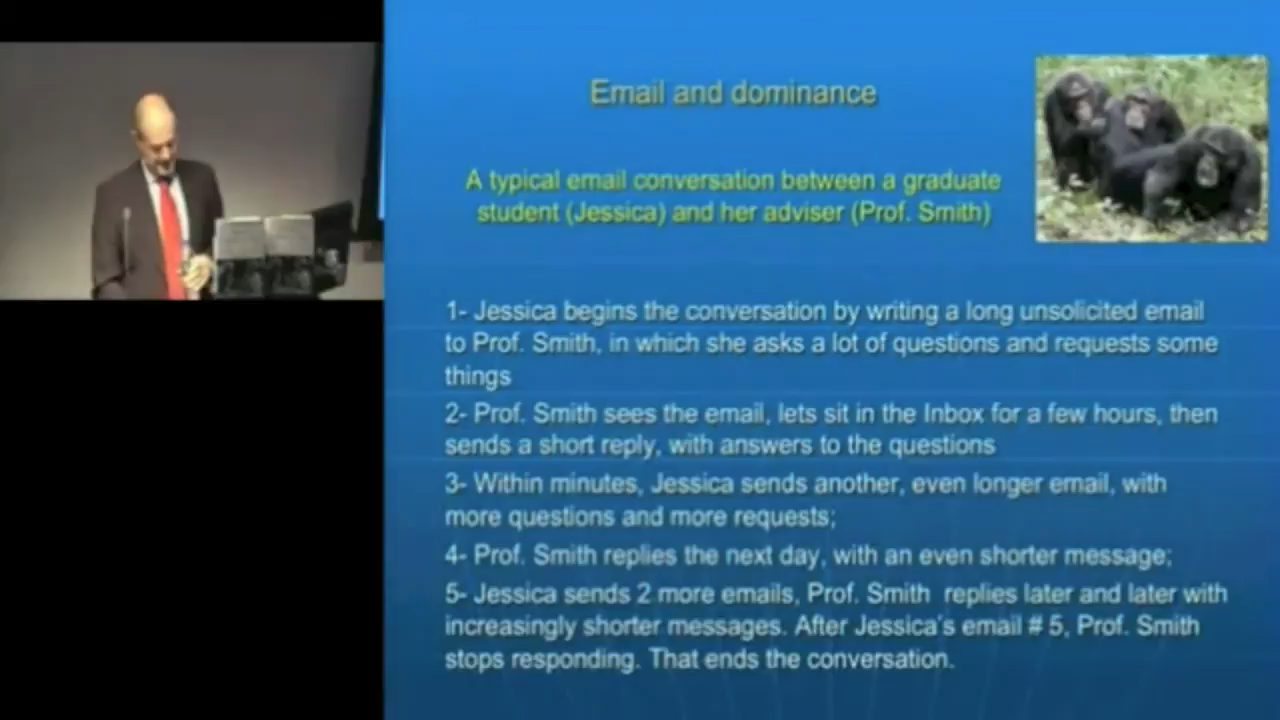 Email and dominance
A typical email conversation between a graduate
student (Jessica) and her adviser (Prof. Smith)
1- Jessica begins the conversation by writing a long unsolicited email
to Prof. Smith, in which she asks a lot of questions and requests some
things
2- Prof. Smith sees the email, lets sit in the Inbox for a few hours, then
sends a short reply, with answers to the questions
3- Within minutes, Jessica sends another, even longer email, with
more questions and more requests;
4- Prof. Smith replies the next day, with an even shorter message;
5- Jessica sends 2 more emails, Prof. Smith replies later and later with
increasingly shorter messages. After Jessica's email # 5, Prof. Smith
stops responding. That ends the conversation.